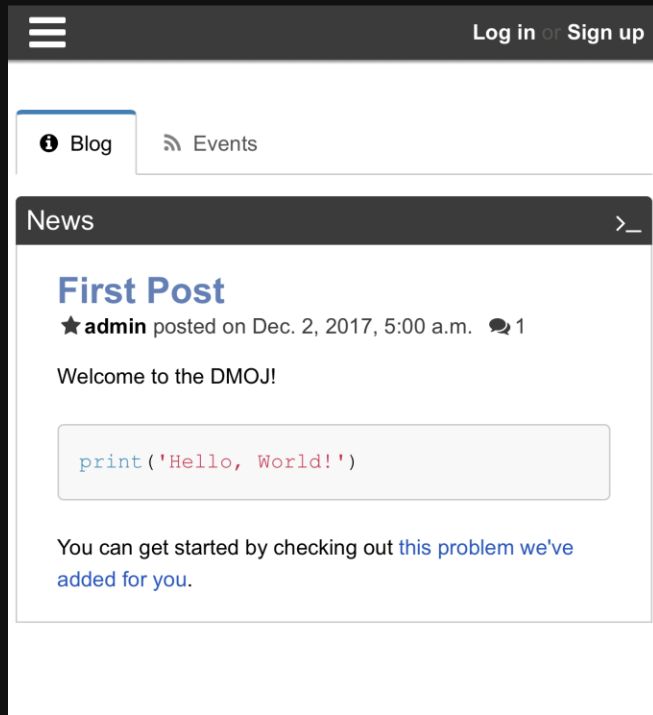 Log in or Sign up
Blog
Events
News
First Post
admin posted on Dec. 2, 2017, 5:00 a.m. 1
Welcome to the DMOJ!
print('Hello, World!')
You can get started by checking out this problem we've
added for you.